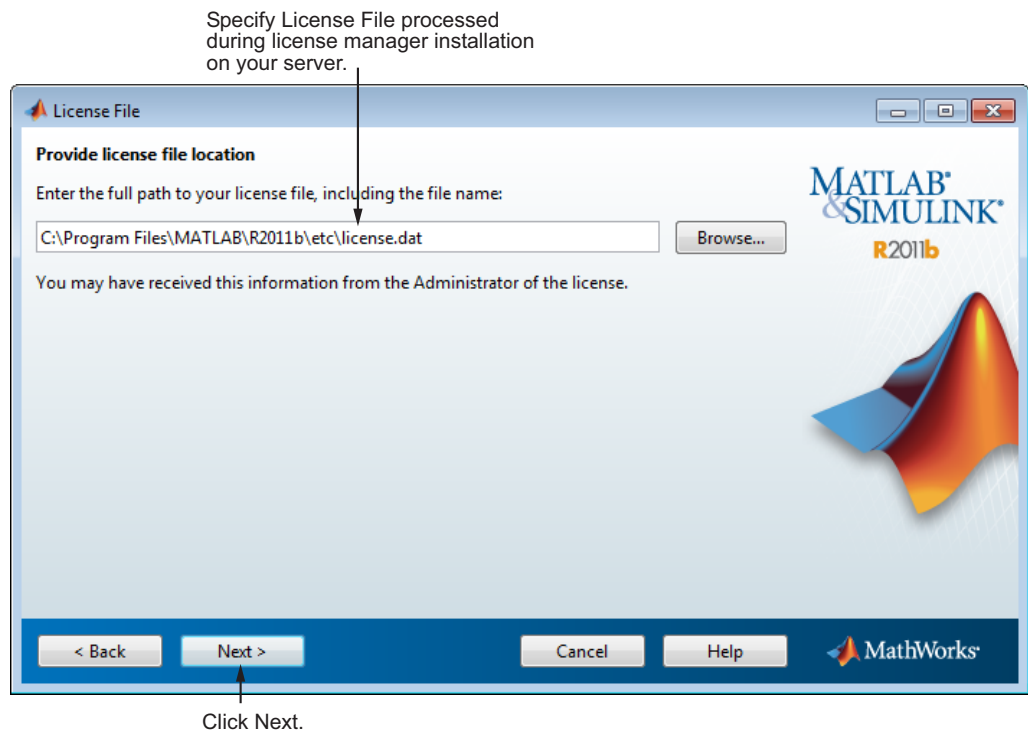 Specify License File processed
during license manager installation
on your server.
License File
Provide license file location
Enter the full path to your license file, including the file name:
MATLAB®
&SIMULINK®
C:\Program Files\MATLAB\R2011b\etc\license.dat
Browse...
R2011b
You may have received this information from the Administrator of the license.
< Back
Next >
Cancel
Help
MathWorks®
Click Next.